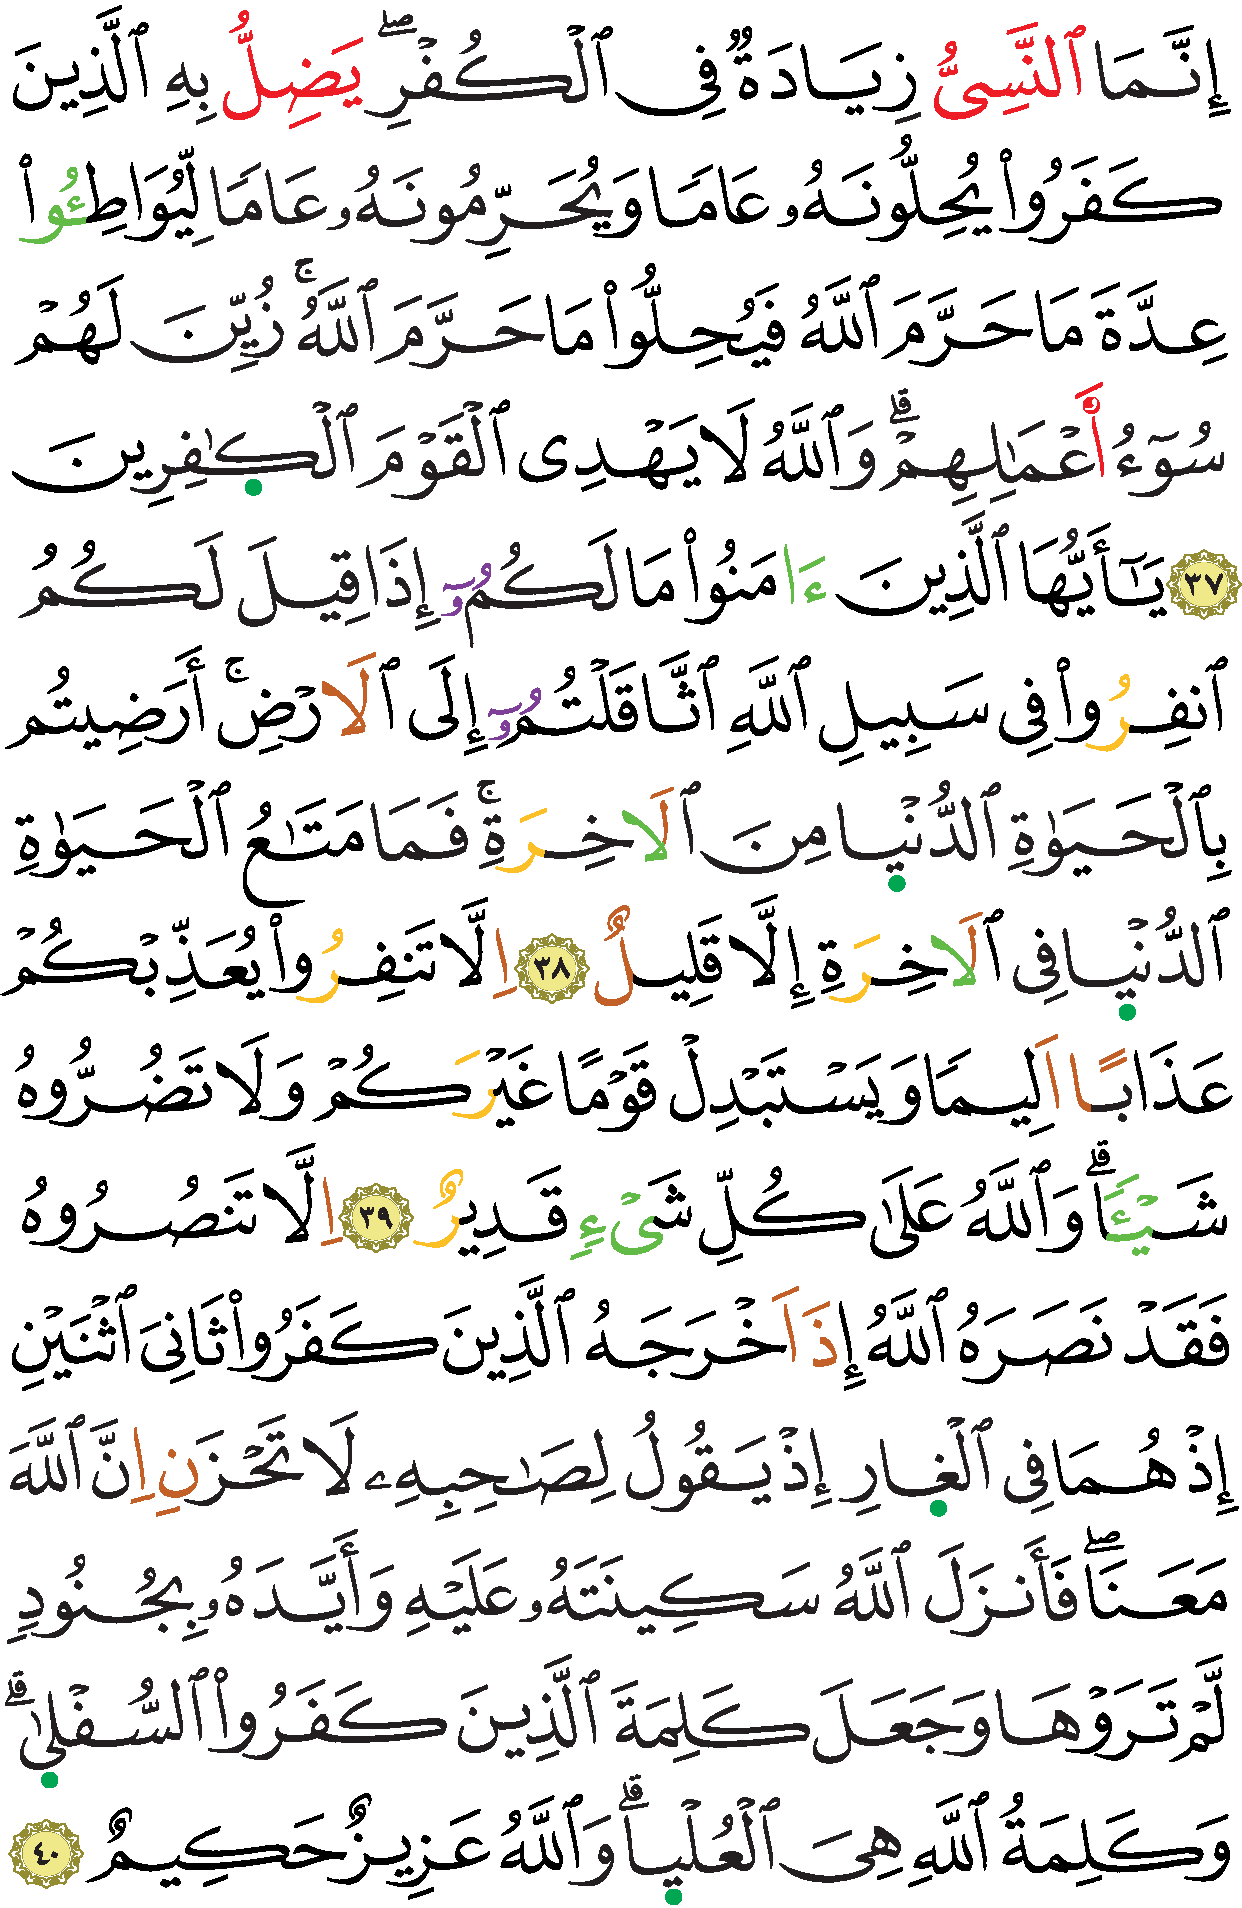 إِنَّمَا ٱلنَّسِىُّ زِيَادَةٌ فِى ٱلْكُفْرِ ۖ يَضِلُّ بِهِ ٱلَّذِينَ
كَفَرُوا۟ يُحِلُّونَهُۥ عَامًا وَيُحَرِّمُونَهُۥ عَامًا لِّيُوَاطِـُٔوا۟
عِدَّةَ مَا حَرَّمَ ٱللَّهُ فَيُحِلُّوا۟ مَا حَرَّمَ ٱللَّهُ ۚ زُيِّنَ لَهُمْ
سُوٓءُ أَعْمَـٰلِهِمْ ۗ وَٱللَّهُ لَا يَهْدِى ٱلْقَوْمَ ٱلْكَـٰفِرِينَ
٣٧ يَـٰٓأَيُّهَا ٱلَّذِينَ ءَامَنُوا۟ مَا لَكُمُۥٓ إِذَا قِيلَ لَكُمُ
ٱنفِرُوا۟ فِى سَبِيلِ ٱللَّهِ ٱثَّاقَلْتُمُۥٓ إِلَى ٱلَارْضِ ۚ أَرَضِيتُم
بِٱلْحَيَوٰةِ ٱلدُّنْيَا مِنَ ٱلَاخِرَةِ ۚ فَمَا مَتَـٰعُ ٱلْحَيَوٰةِ
ٱلدُّنْيَا فِى ٱلَاخِرَةِ إِلَّا قَلِيلٌ ٣٨ اِلَّا تَنفِرُوا۟ يُعَذِّبْكُمْ
عَذَابًا اَلِيمًا وَيَسْتَبْدِلْ قَوْمًا غَيْرَكُمْ وَلَا تَضُرُّوهُ
شَيْـًٔا ۗ وَٱللَّهُ عَلَىٰ كُلِّ شَىْءٍ قَدِيرٌ ٣٩ اِلَّا تَنصُرُوهُ
فَقَدْ نَصَرَهُ ٱللَّهُ إِذَ اَخْرَجَهُ ٱلَّذِينَ كَفَرُوا۟ ثَانِىَ ٱثْنَيْنِ
إِذْ هُمَا فِى ٱلْغَارِ إِذْ يَقُولُ لِصَـٰحِبِهِۦ لَا تَحْزَنِ اِنَّ ٱللَّهَ
مَعَنَا ۖ فَأَنزَلَ ٱللَّهُ سَكِينَتَهُۥ عَلَيْهِ وَأَيَّدَهُۥ بِجُنُودٍ
لَّمْ تَرَوْهَا وَجَعَلَ كَلِمَةَ ٱلَّذِينَ كَفَرُوا۟ ٱلسُّفْلَىٰ ۗ
وَكَلِمَةُ ٱللَّهِ هِىَ ٱلْعُلْيَا ۗ وَٱللَّهُ عَزِيزٌ حَكِيمٌ ٤٠